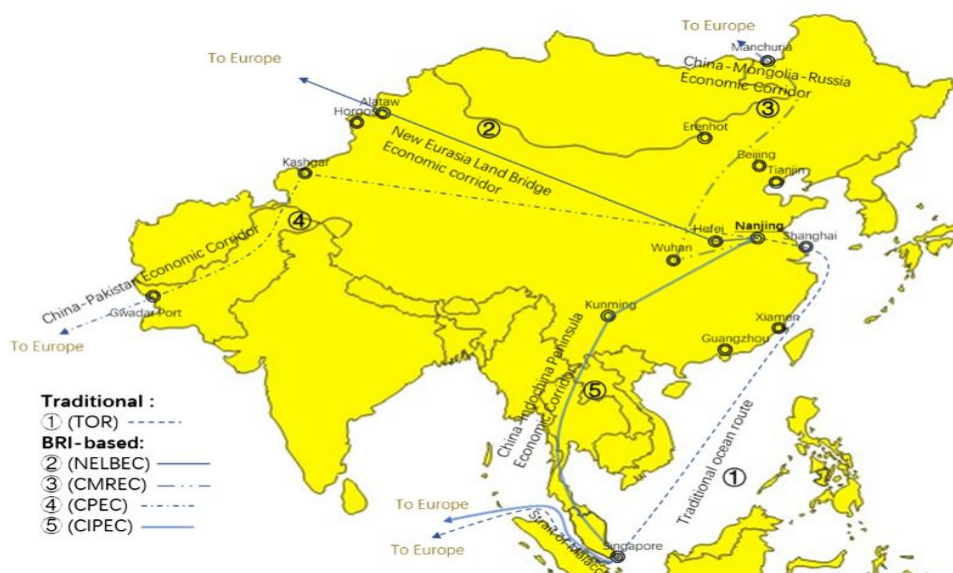 To Europe
Manchuria
To Europe
China-Mongolia-Russia
Economic Corridor
③
Alataw
Horgos
②
Erenhot
New Eurasia Land Bridge
Economic corridor
Beijing
Tianjin
Kashgar
④
Hefei
Nanjing
Shanghai
Wuhan
China-Pakistan Economic Corridor
Gwadar Port
To Europe
Kunming
Xiamen
Guangzhou
China-Indochina Peninsula
Economic Corridor
⑤
Traditional ocean route
①
Traditional :
① (TOR)
BRI-based:
② (NELBEC)
③ (CMREC)
④ (CPEC)
⑤ (CIPEC)
To Europe
To Europe
Strait of Malacca
Singapore